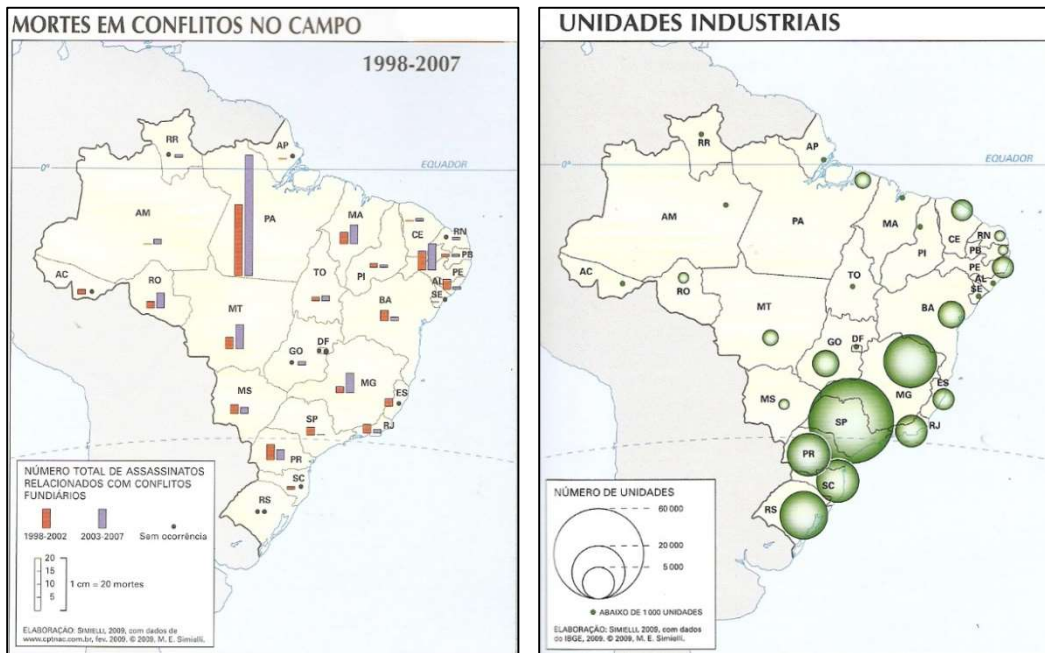 MORTES EM CONFLITOS NO CAMPO
1998-2007
RR
AP
0°
EQUADOR
AM
PA
MA
CE
RN
PB
PE
AL
SE
PI
AC
RO
TO
BA
MT
GO
DF
MG
ES
MS
SP
RJ
PR
SC
RS
NÚMERO TOTAL DE ASSASSINATOS
RELACIONADOS COM CONFLITOS
FUNDIÁRIOS
1998-2002
2003-2007
Sem ocorrência
20
15
10
5
1 cm = 20 mortes
ELABORAÇÃO: SIMIELLI, 2009, com dados de
www.cptnac.com.br, fev. 2009. © 2009, M. E. Simielli.
UNIDADES INDUSTRIAIS
RR
AP
0°
EQUADOR
AM
PA
MA
CE
RN
PB
PE
AL
SE
PI
AC
RO
TO
BA
MT
GO
DF
MG
ES
MS
SP
RJ
PR
SC
RS
NÚMERO DE UNIDADES
60 000
20 000
5 000
ABAIXO DE 1 000 UNIDADES
ELABORAÇÃO: SIMIELLI, 2009, com dados
do IBGE, 2009. © 2009, M. E. Simielli.